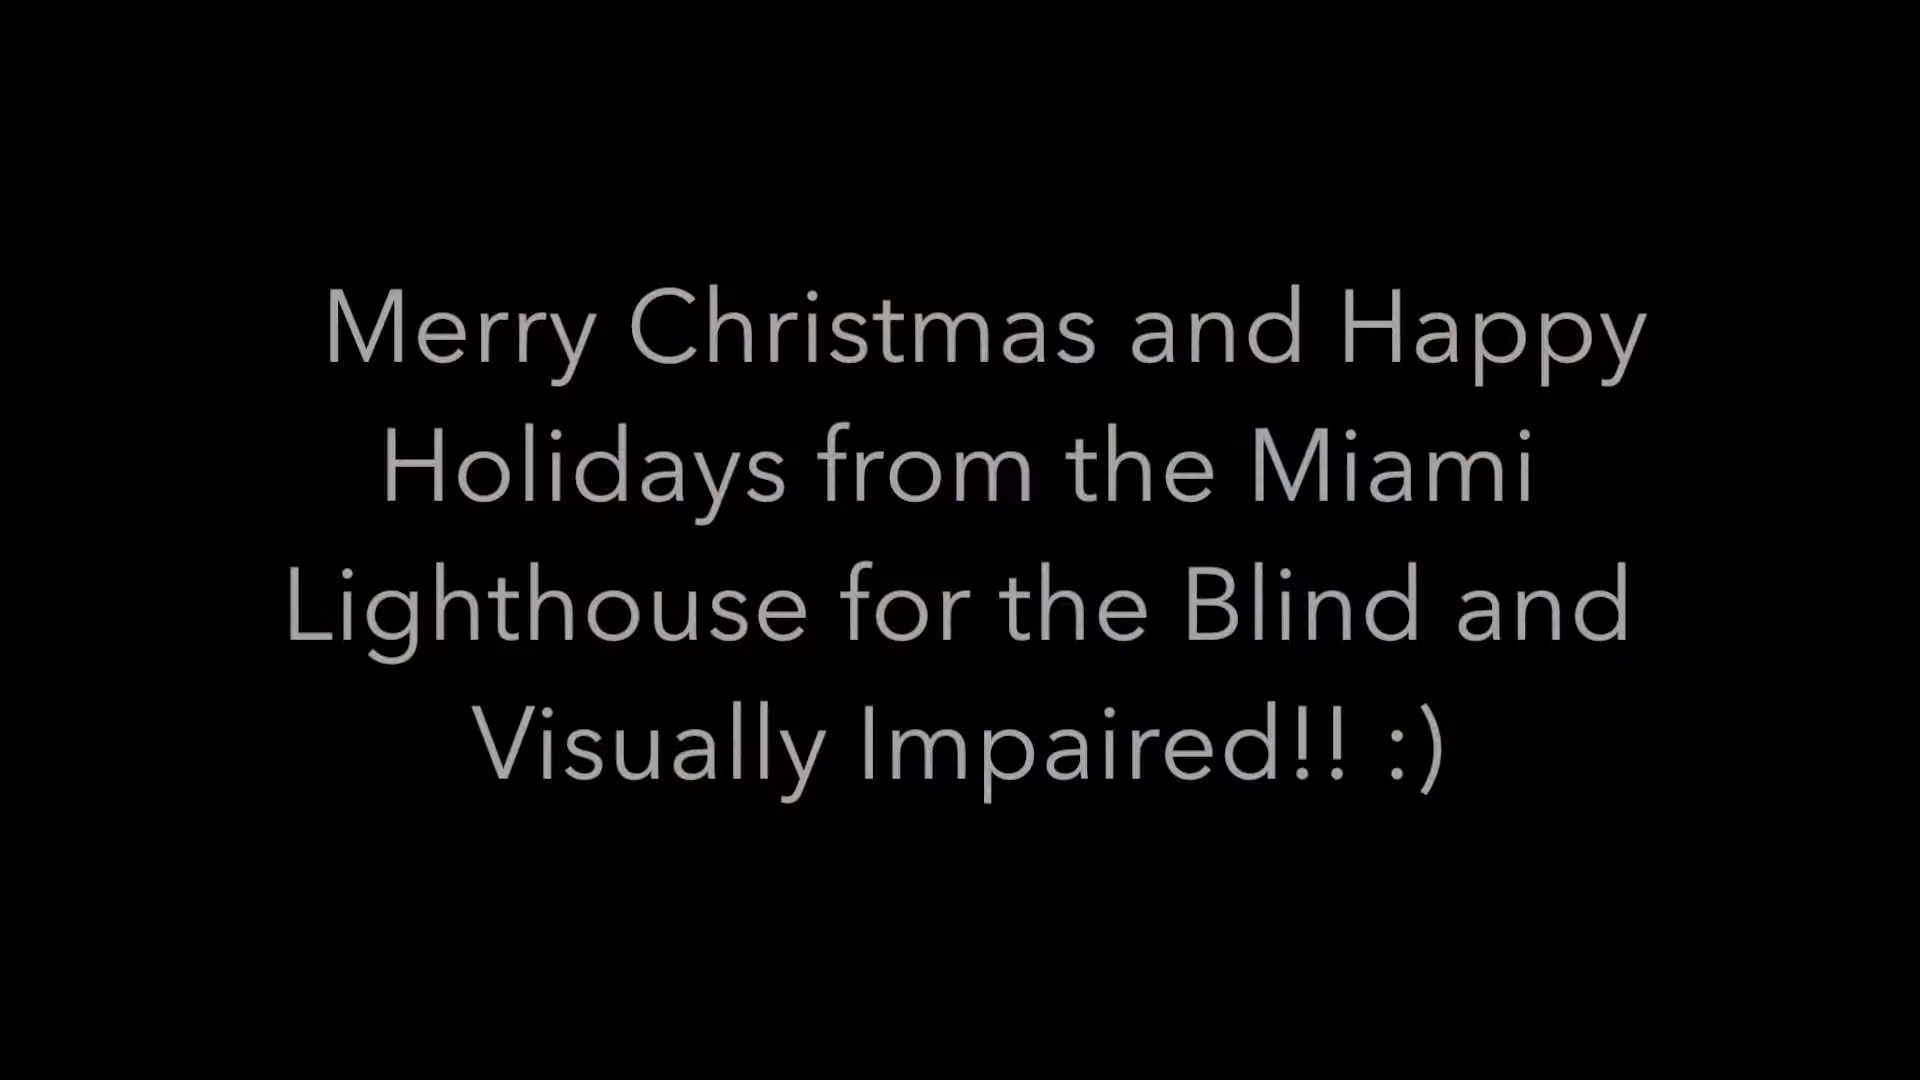 Merry Christmas and Happy
Holidays from the Miami
Lighthouse for the Blind and
Visually Impaired!! :)